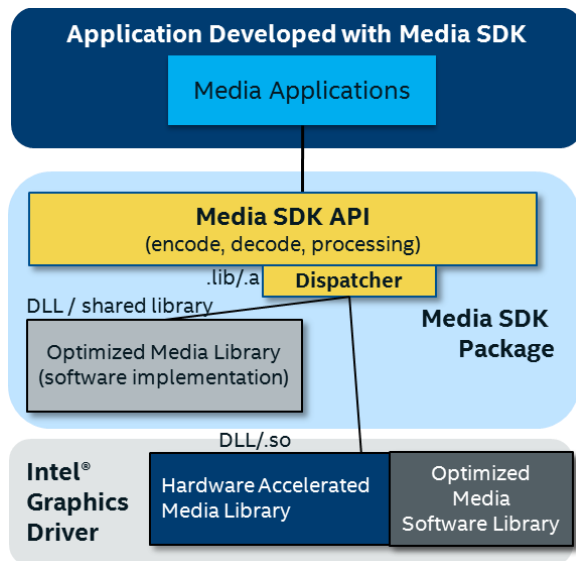 Application Developed with Media SDK
Media Applications
Media SDK API
(encode, decode, processing)
.lib/.a
Dispatcher
DLL / shared library
Optimized Media Library
(software implementation)
Media SDK
Package
DLL/.so
Intel®
Graphics
Driver
Hardware Accelerated
Media Library
Optimized
Media
Software Library